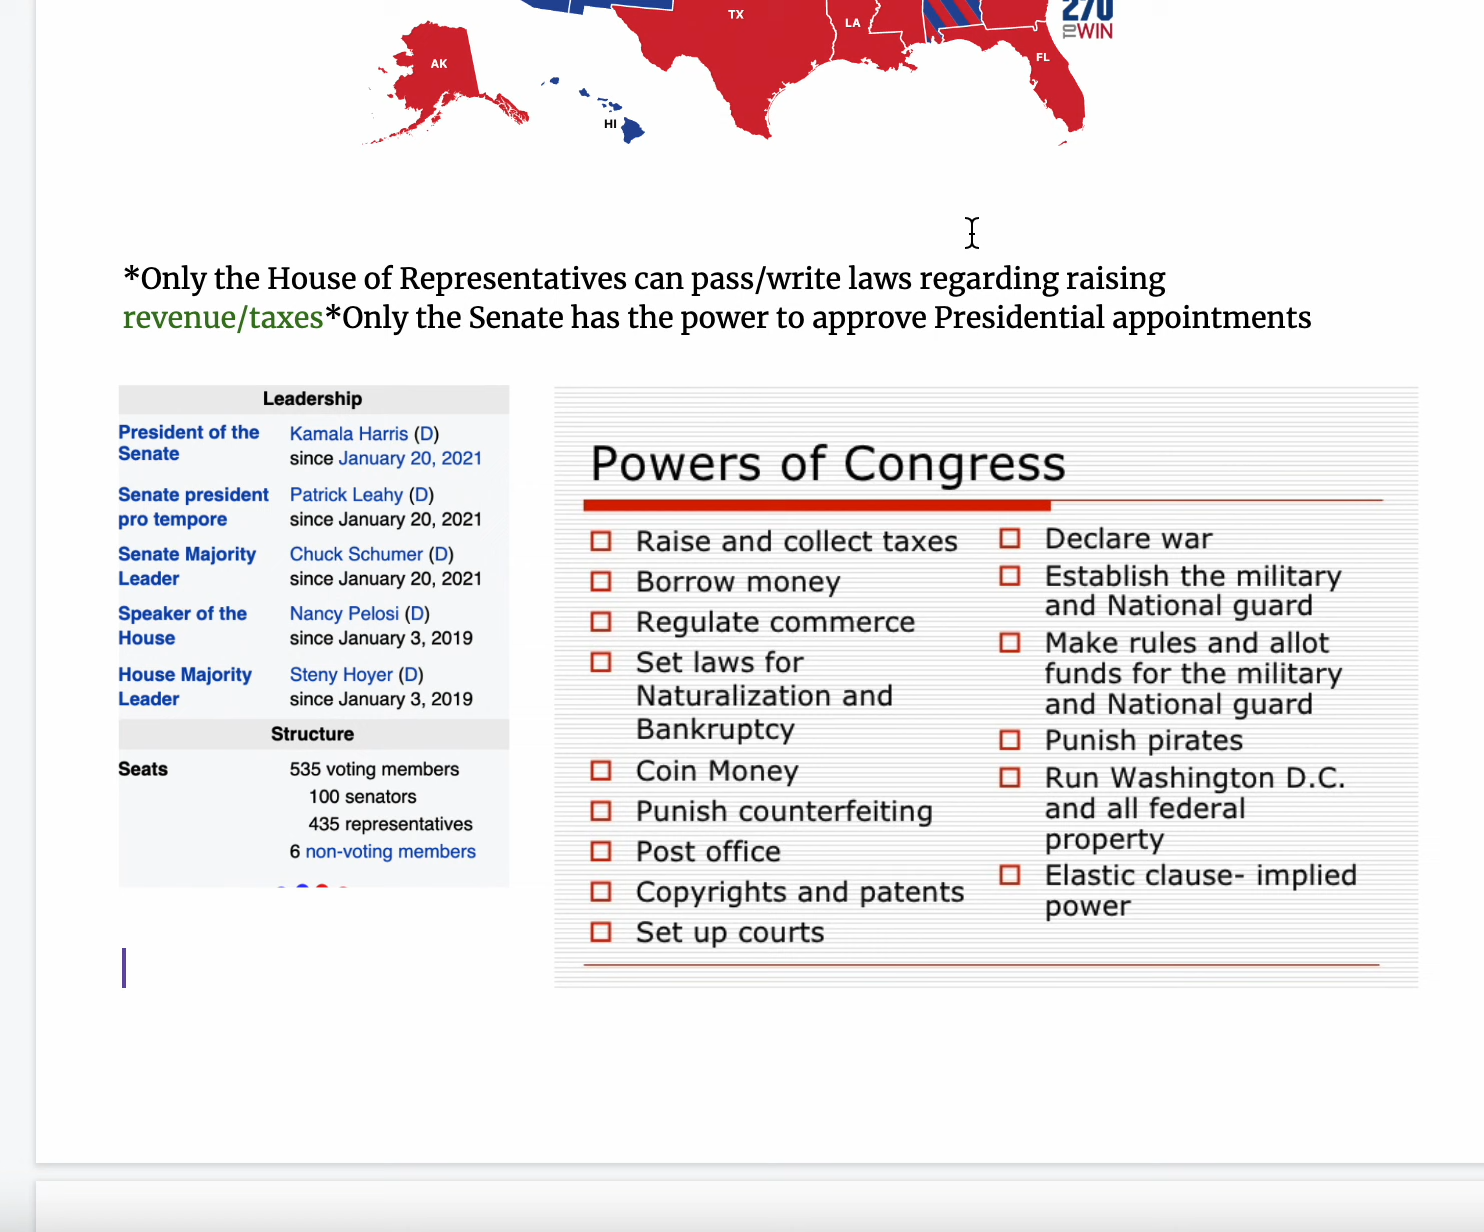 TX
LA
270
TO
WIN
AK
FL
HI
*Only the House of Representatives can pass/write laws regarding raising
revenue/taxes*Only the Senate has the power to approve Presidential appointments
Leadership
President of the
Senate
Kamala Harris (D)
since January 20, 2021
Senate president
pro tempore
Patrick Leahy (D)
since January 20, 2021
Senate Majority
Leader
Chuck Schumer (D)
since January 20, 2021
Speaker of the
House
Nancy Pelosi (D)
since January 3, 2019
House Majority
Leader
Steny Hoyer (D)
since January 3, 2019
Structure
Seats
535 voting members
100 senators
435 representatives
6 non-voting members
Powers of Congress
Raise and collect taxes
Borrow money
Regulate commerce
Set laws for
Naturalization and
Bankruptcy
Coin Money
Punish counterfeiting
Post office
Copyrights and patents
Set up courts
Declare war
Establish the military
and National guard
Make rules and allot
funds for the military
and National guard
Punish pirates
Run Washington D.C.
and all federal
property
Elastic clause- implied
power